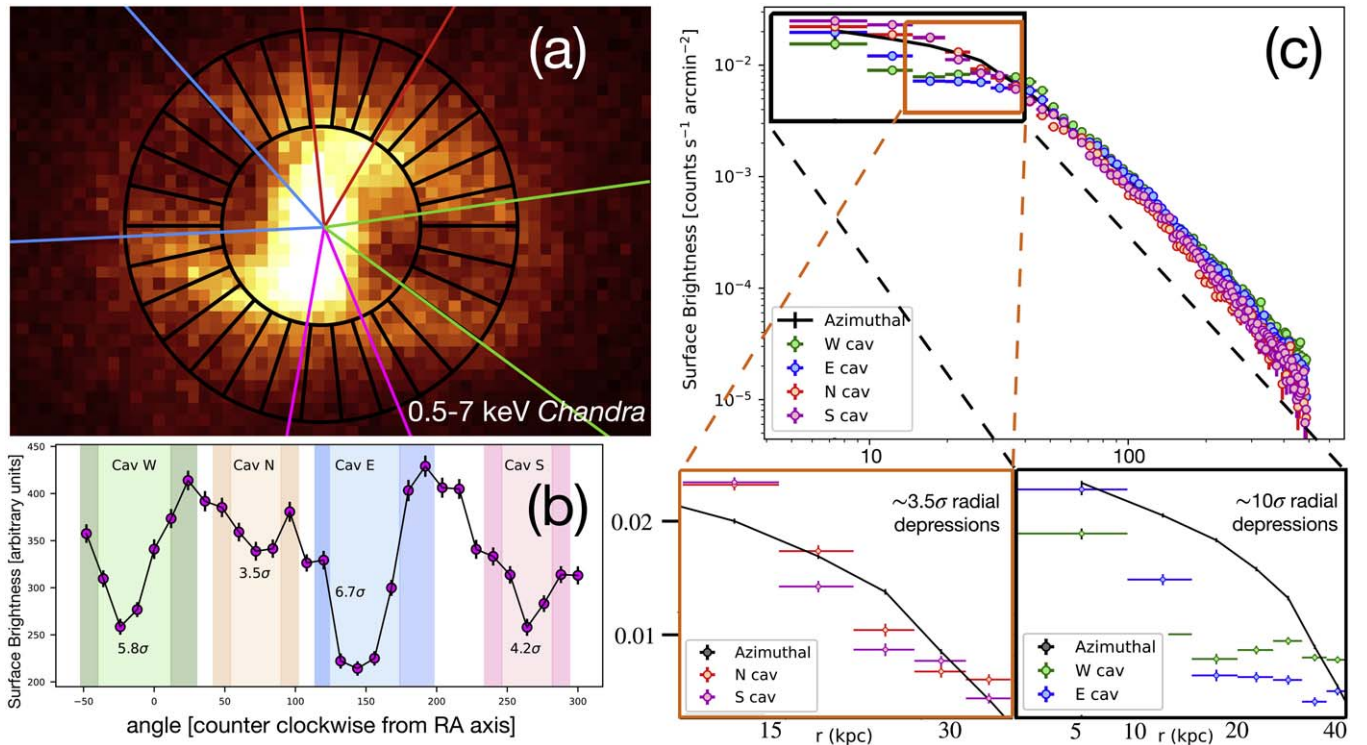 (a)
0.5-7 keV Chandra
(b)
Surface Brightness [arbitrary units]
450
400
350
300
250
200
Cav W
Cav N
Cav E
Cav S
5.8σ
3.5σ
6.7σ
4.2σ
−50
0
50
100
150
200
250
300
angle [counter clockwise from RA axis]
(c)
Surface Brightness [counts s⁻¹ arcmin⁻²]
10⁻²
10⁻³
10⁻⁴
10⁻⁵
Azimuthal
W cav
E cav
N cav
S cav
10
100
~3.5σ radial
depressions
0.02
0.01
Azimuthal
N cav
S cav
15
30
r (kpc)
~10σ radial
depressions
Azimuthal
W cav
E cav
5
10
20
40
r (kpc)